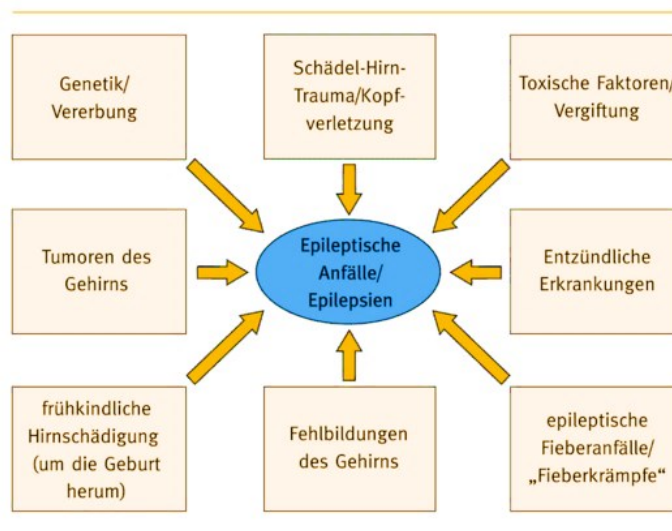 Genetik/
Vererbung
Schädel-Hirn-
Trauma/Kopf-
verletzung
Toxische Faktoren/
Vergiftung
Tumoren des
Gehirns
Epileptische
Anfälle/
Epilepsien
Entzündliche
Erkrankungen
frühkindliche
Hirnschädigung
(um die Geburt
herum)
Fehlbildungen
des Gehirns
epileptische
Fieberanfälle/
„Fieberkrämpfe“